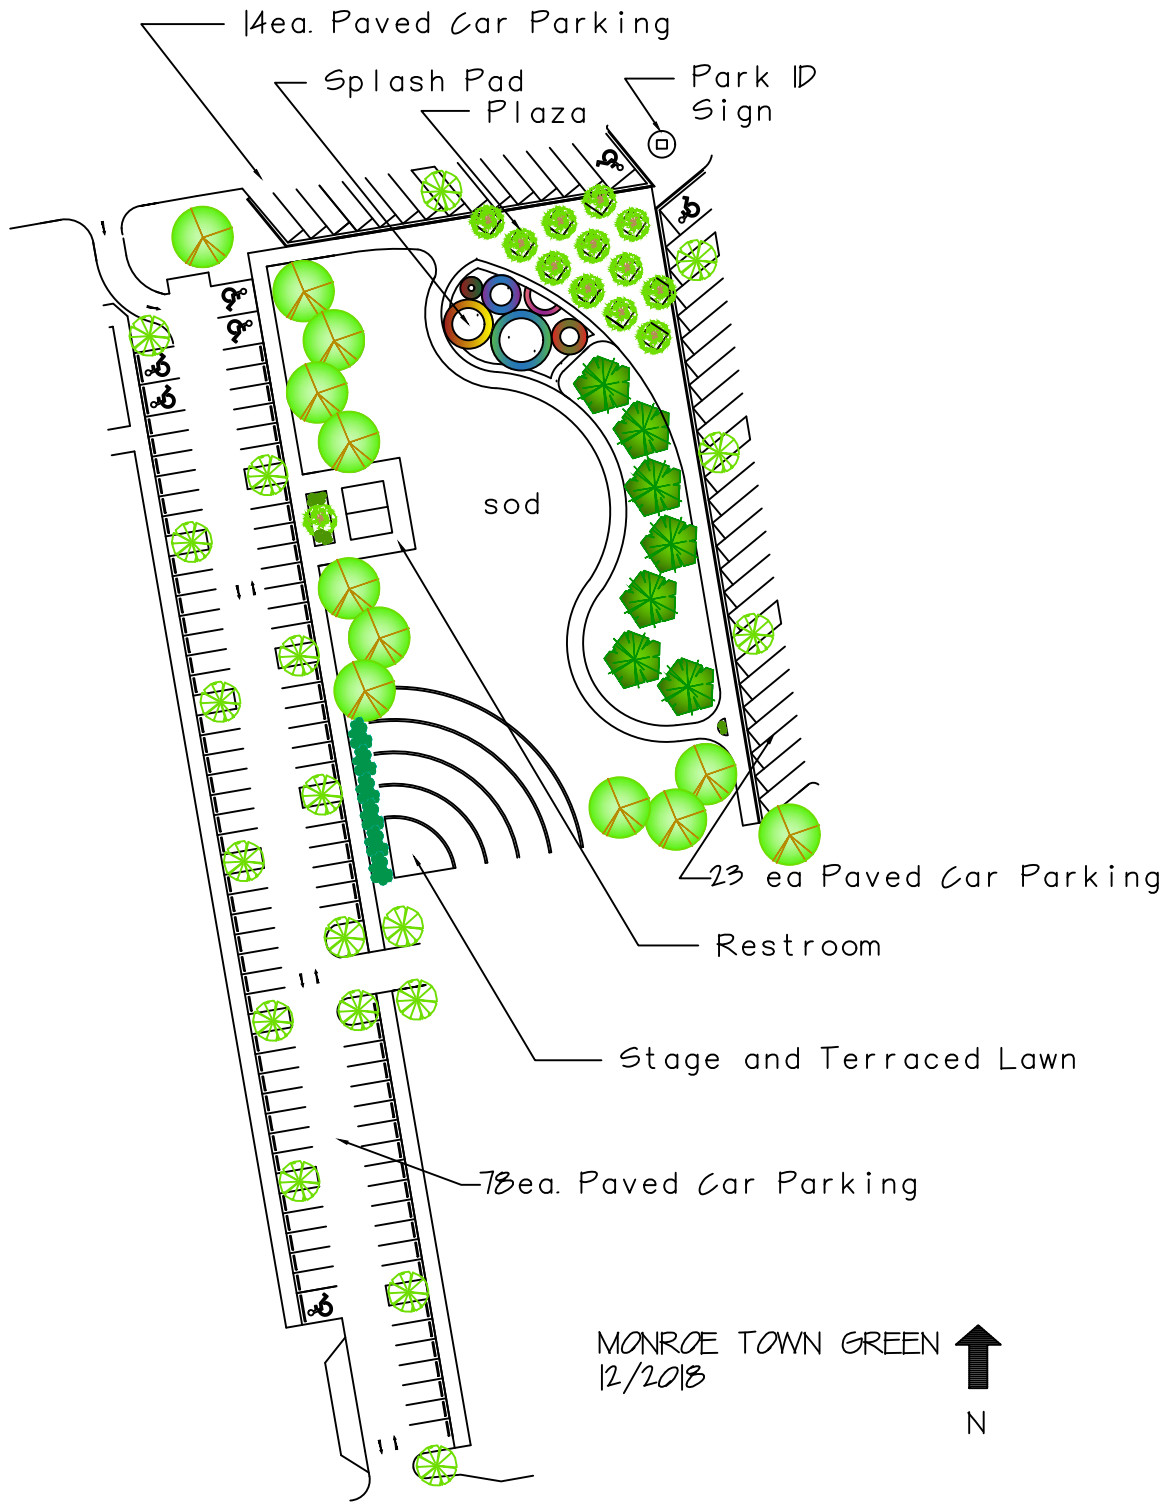 14ea. Paved Car Parking
Splash Pad
Plaza
Park ID
Sign
sod
23 ea Paved Car Parking
Restroom
Stage and Terraced Lawn
78ea. Paved Car Parking
MONROE TOWN GREEN
12/2018
N